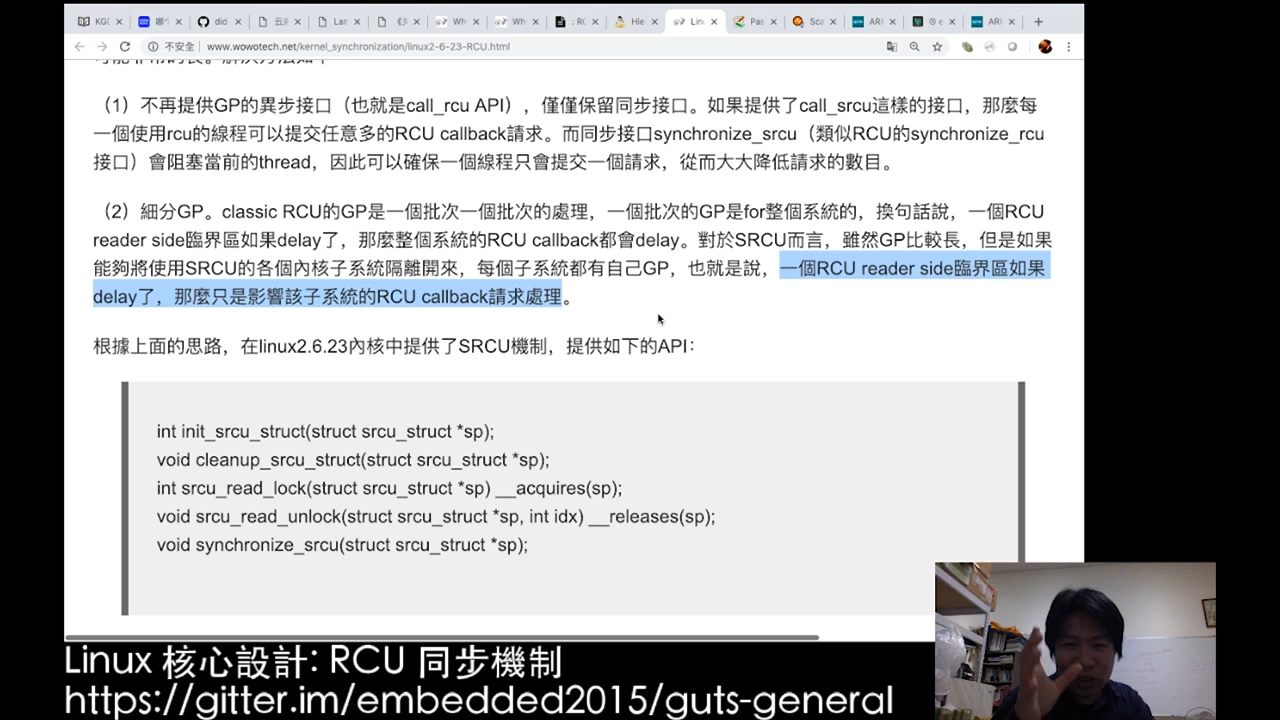 KG
哪
did
云
Lan
《
Wh
Wh
: RC
Hie
Lin
Pas
Sca
ARI
ARI
不安全 | www.wowotech.net/kernel_synchronization/linux2-6-23-RCU.html
（1）不再提供GP的異步接口（也就是call_rcu API），僅僅保留同步接口。如果提供了call_srcu這樣的接口，那麼每
一個使用rcu的線程可以提交任意多的RCU callback請求。而同步接口synchronize_srcu（類似RCU的synchronize_rcu
接口）會阻塞當前的thread，因此可以確保一個線程只會提交一個請求，從而大大降低請求的數目。
（2）細分GP。classic RCU的GP是一個批次一個批次的處理，一個批次的GP是for整個系統的，換句話說，一個RCU
reader side臨界區如果delay了，那麼整個系統的RCU callback都會delay。對於SRCU而言，雖然GP比較長，但是如果
能夠將使用SRCU的各個內核子系統隔離開來，每個子系統都有自己GP，也就是說，一個RCU reader side臨界區如果
delay了，那麼只是影響該子系統的RCU callback請求處理。
根據上面的思路，在linux2.6.23內核中提供了SRCU機制，提供如下的API：
int init_srcu_struct(struct srcu_struct *sp);
void cleanup_srcu_struct(struct srcu_struct *sp);
int srcu_read_lock(struct srcu_struct *sp) __acquires(sp);
void srcu_read_unlock(struct srcu_struct *sp, int idx) __releases(sp);
void synchronize_srcu(struct srcu_struct *sp);
Linux 核心設計: RCU 同步機制
https://gitter.im/embedded2015/guts-general